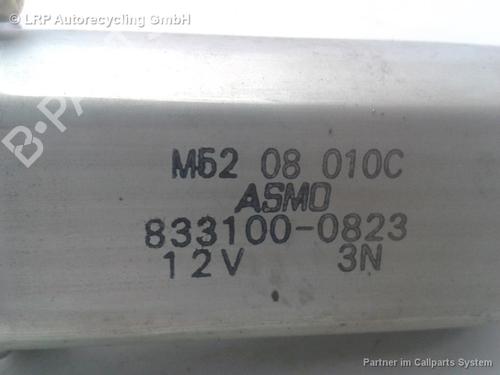 © LRP Autorecycling GmbH
M52 08 010C
ASMO
833100-0823
12V 3N
Partner im Callparts System